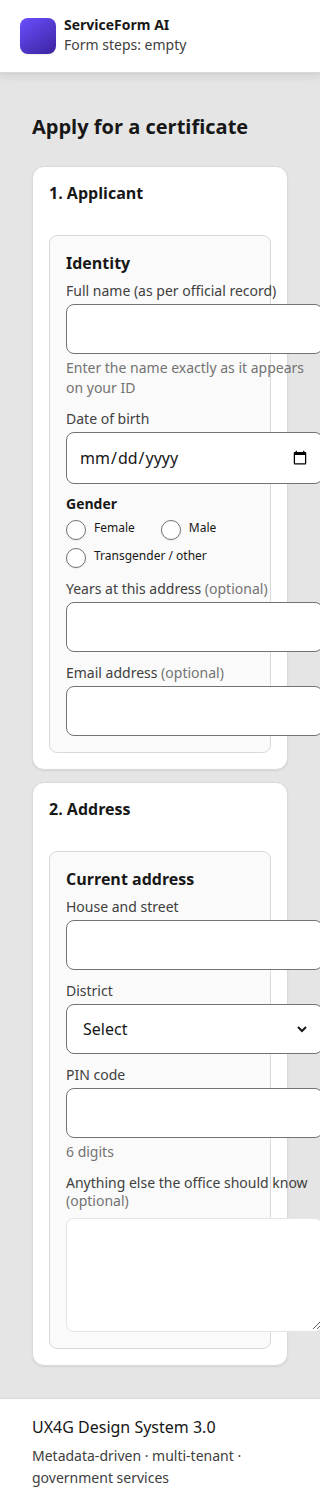 ServiceForm AI
Form steps: empty
Apply for a certificate
1. Applicant
Identity
Full name (as per official record)
Enter the name exactly as it appears
on your ID
Date of birth
mm/dd/yyyy
Gender
Female Male
Transgender / other
Years at this address (optional)
Email address (optional)
2. Address
Current address
House and street
District
Select
PIN code
6 digits
Anything else the office should know
(optional)
UX4G Design System 3.0
Metadata-driven · multi-tenant ·
government services